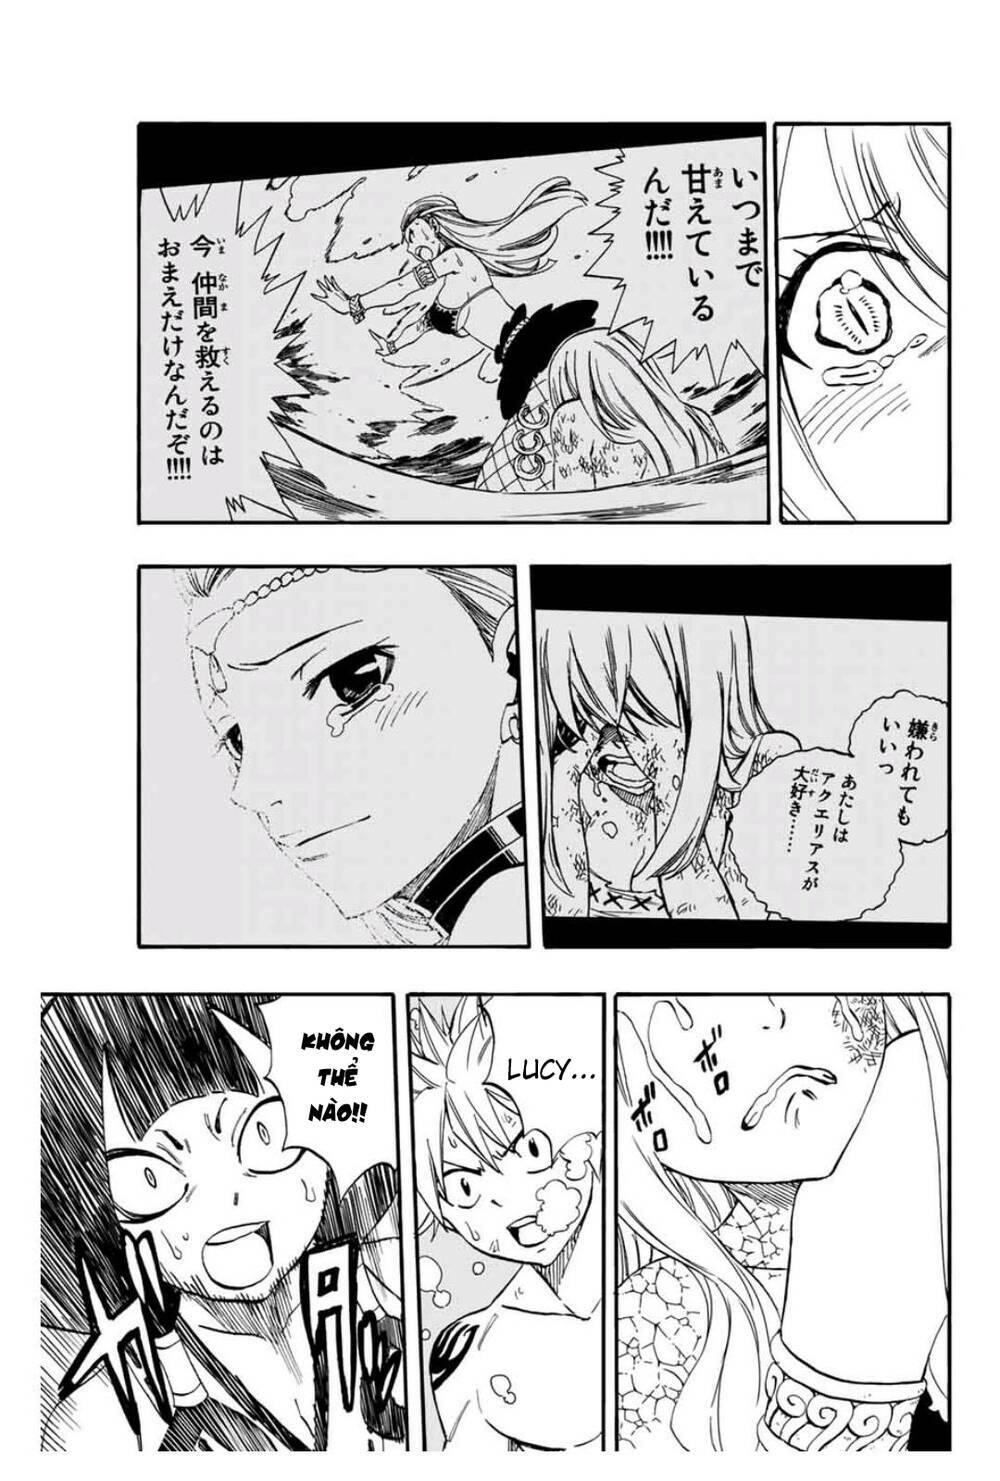 いつまで
甘えている
んだ!!!!
今 仲間を救えるのは
おまえだけなんだぞ!!!!
嫌われても
いいっ
あたしは
アクエリアスが
大好き……
ポロ
ポロ
LUCY...
KHÔNG
THỂ
NÀO!!